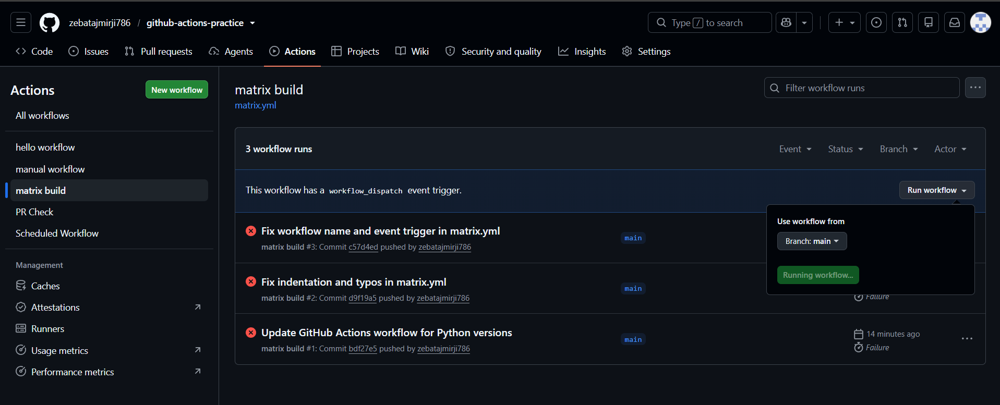 zebatajmirji786 / github-actions-practice
Type / to search
Code
Issues
Pull requests
Agents
Actions
Projects
Wiki
Security and quality
Insights
Settings
Actions
New workflow
All workflows
hello workflow
manual workflow
matrix build
PR Check
Scheduled Workflow
Management
Caches
Attestations
Runners
Usage metrics
Performance metrics
matrix build
matrix.yml
Filter workflow runs
3 workflow runs
Event
Status
Branch
Actor
This workflow has a workflow_dispatch event trigger.
Run workflow
Use workflow from
Branch: main
Running workflow...
Fix workflow name and event trigger in matrix.yml
matrix build #3: Commit c57d4ed pushed by zebatajmirji786
main
Fix indentation and typos in matrix.yml
matrix build #2: Commit d9f19a5 pushed by zebatajmirji786
main
Failure
Update GitHub Actions workflow for Python versions
matrix build #1: Commit bdf27e5 pushed by zebatajmirji786
main
14 minutes ago
Failure